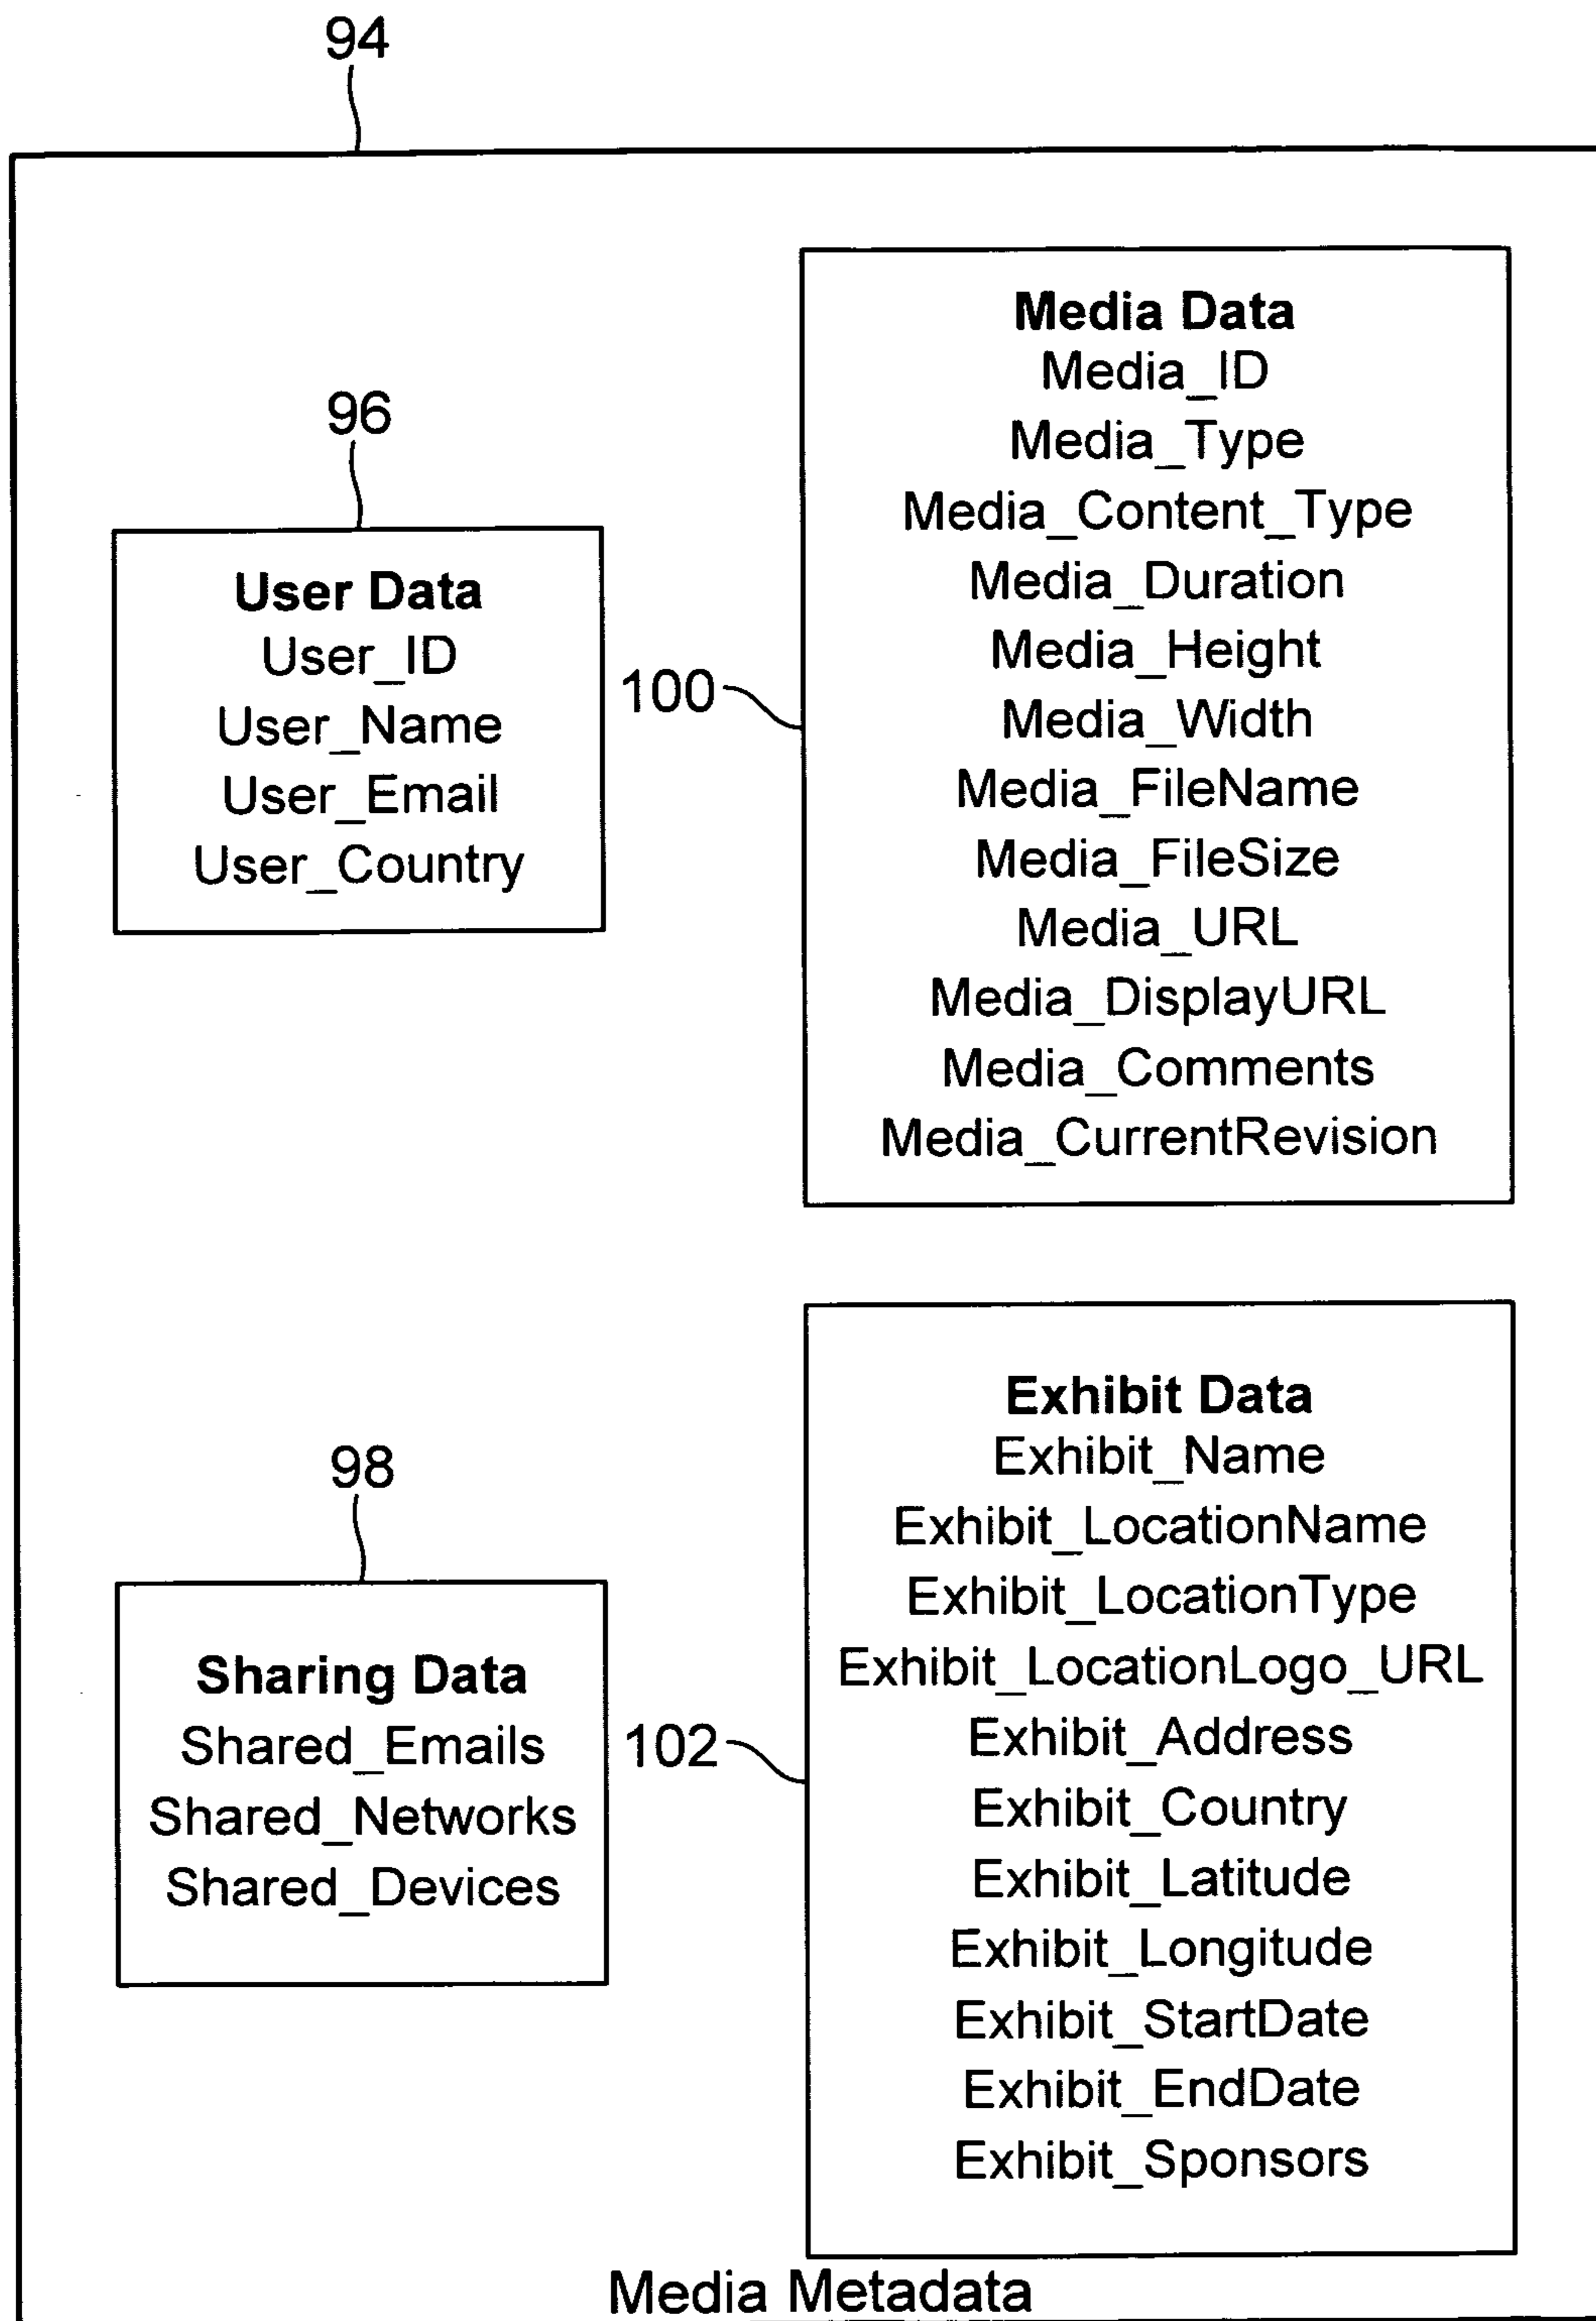 94
96
User Data
User_ID
User_Name
User_Email
User_Country
100
Media Data
Media_ID
Media_Type
Media_Content_Type
Media_Duration
Media_Height
Media_Width
Media_FileName
Media_FileSize
Media_URL
Media_DisplayURL
Media_Comments
Media_CurrentRevision
98
Sharing Data
Shared_Emails
Shared_Networks
Shared_Devices
102
Exhibit Data
Exhibit_Name
Exhibit_LocationName
Exhibit_LocationType
Exhibit_LocationLogo_URL
Exhibit_Address
Exhibit_Country
Exhibit_Latitude
Exhibit_Longitude
Exhibit_StartDate
Exhibit_EndDate
Exhibit_Sponsors
Media Metadata